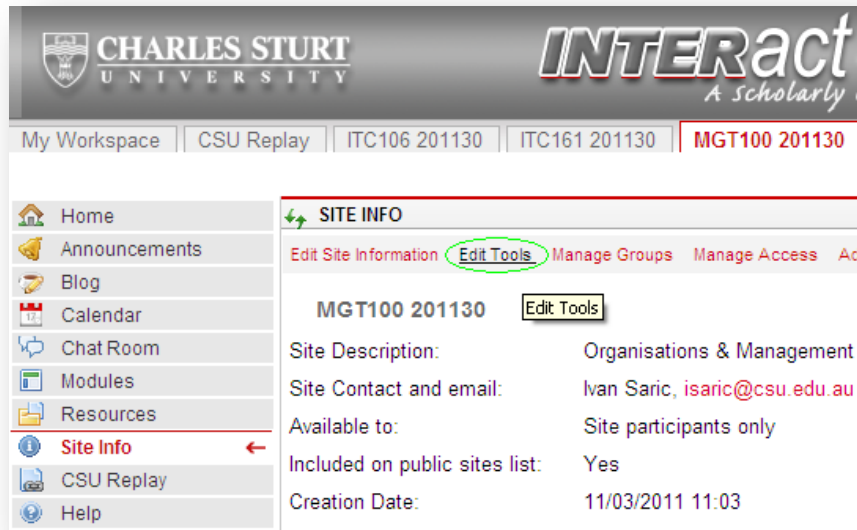 CHARLES STURT
UNIVERSITY
INTERact
A Scholarly
My Workspace CSU Replay ITC106 201130 ITC161 201130 MGT100 201130
Home
Announcements
Blog
Calendar
Chat Room
Modules
Resources
Site Info
CSU Replay
Help
SITE INFO
Edit Site Information Edit Tools Manage Groups Manage Access
MGT100 201130 Edit Tools
Site Description: Organisations & Management
Site Contact and email: Ivan Saric, isaric@csu.edu.au
Available to: Site participants only
Included on public sites list: Yes
Creation Date: 11/03/2011 11:03